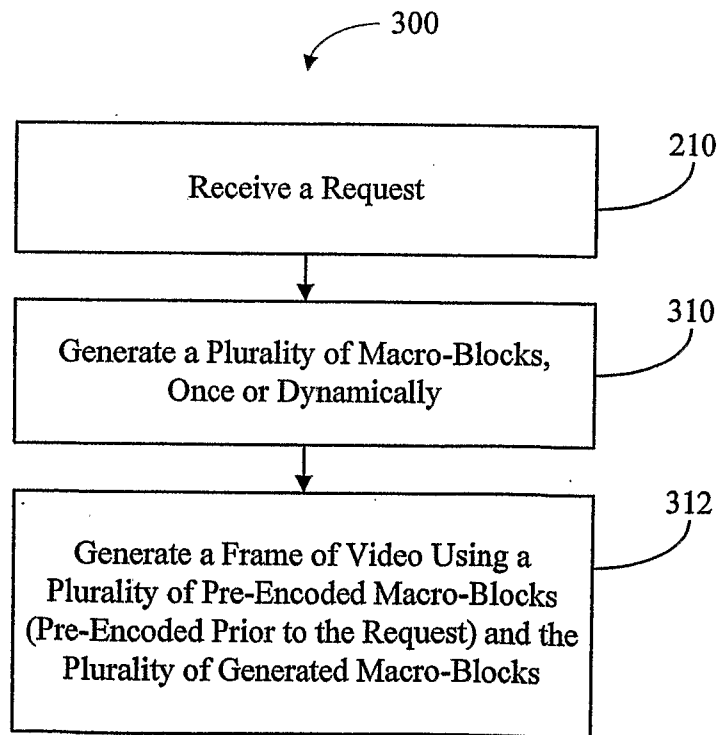 300
Receive a Request
210
Generate a Plurality of Macro-Blocks,
Once or Dynamically
310
Generate a Frame of Video Using a
Plurality of Pre-Encoded Macro-Blocks
(Pre-Encoded Prior to the Request) and the
Plurality of Generated Macro-Blocks
312